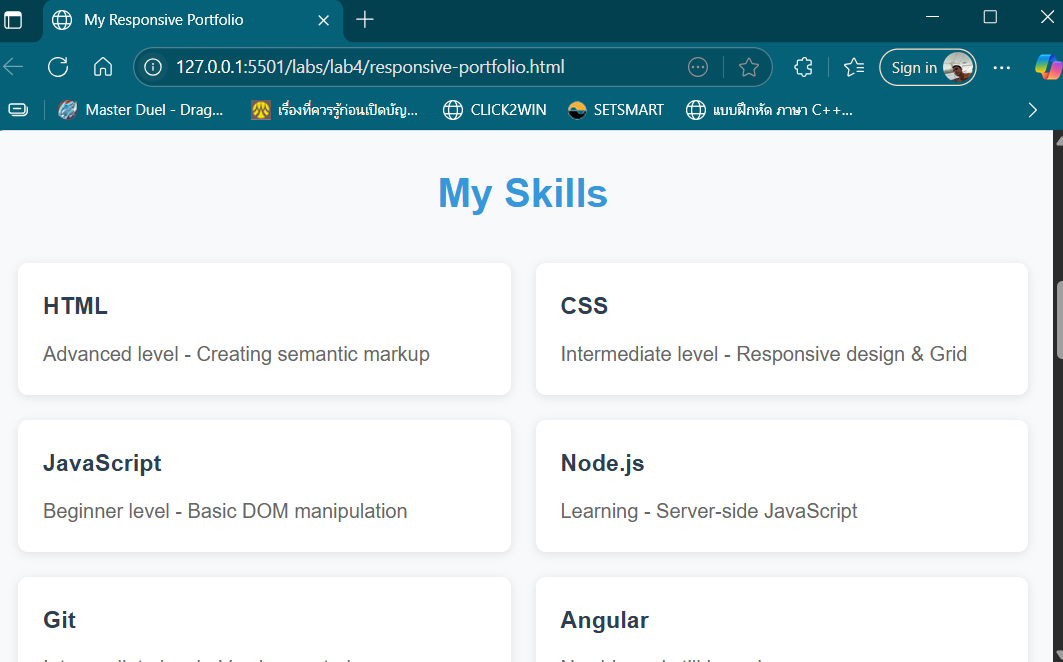 My Responsive Portfolio
127.0.0.1:5501/labs/lab4/responsive-portfolio.html
Sign in
Master Duel - Drag...
เรื่องที่ควรรู้ก่อนเปิดบัญ...
CLICK2WIN
SETSMART
แบบฝึกหัด ภาษา C++...
My Skills
HTML
CSS
Advanced level - Creating semantic markup
Intermediate level - Responsive design & Grid
JavaScript
Node.js
Beginner level - Basic DOM manipulation
Learning - Server-side JavaScript
Git
Angular